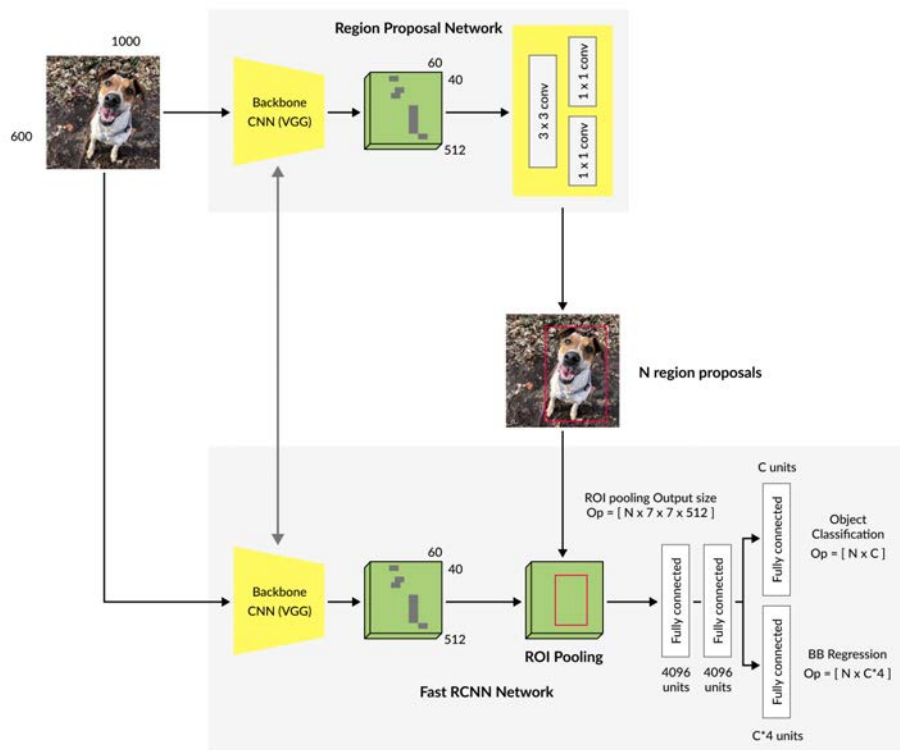 Region Proposal Network
1000
600
Backbone
CNN (VGG)
60
40
512
3 x 3 conv
1 x 1 conv
1 x 1 conv
N region proposals
C units
ROI pooling Output size
Op = [ N x 7 x 7 x 512 ]
Object
Classification
Op = [ N x C ]
Fully connected
Backbone
CNN (VGG)
60
40
512
ROI Pooling
Fully connected
Fully connected
4096
units
4096
units
Fully connected
BB Regression
Op = [ N x C*4 ]
C*4 units
Fast RCNN Network